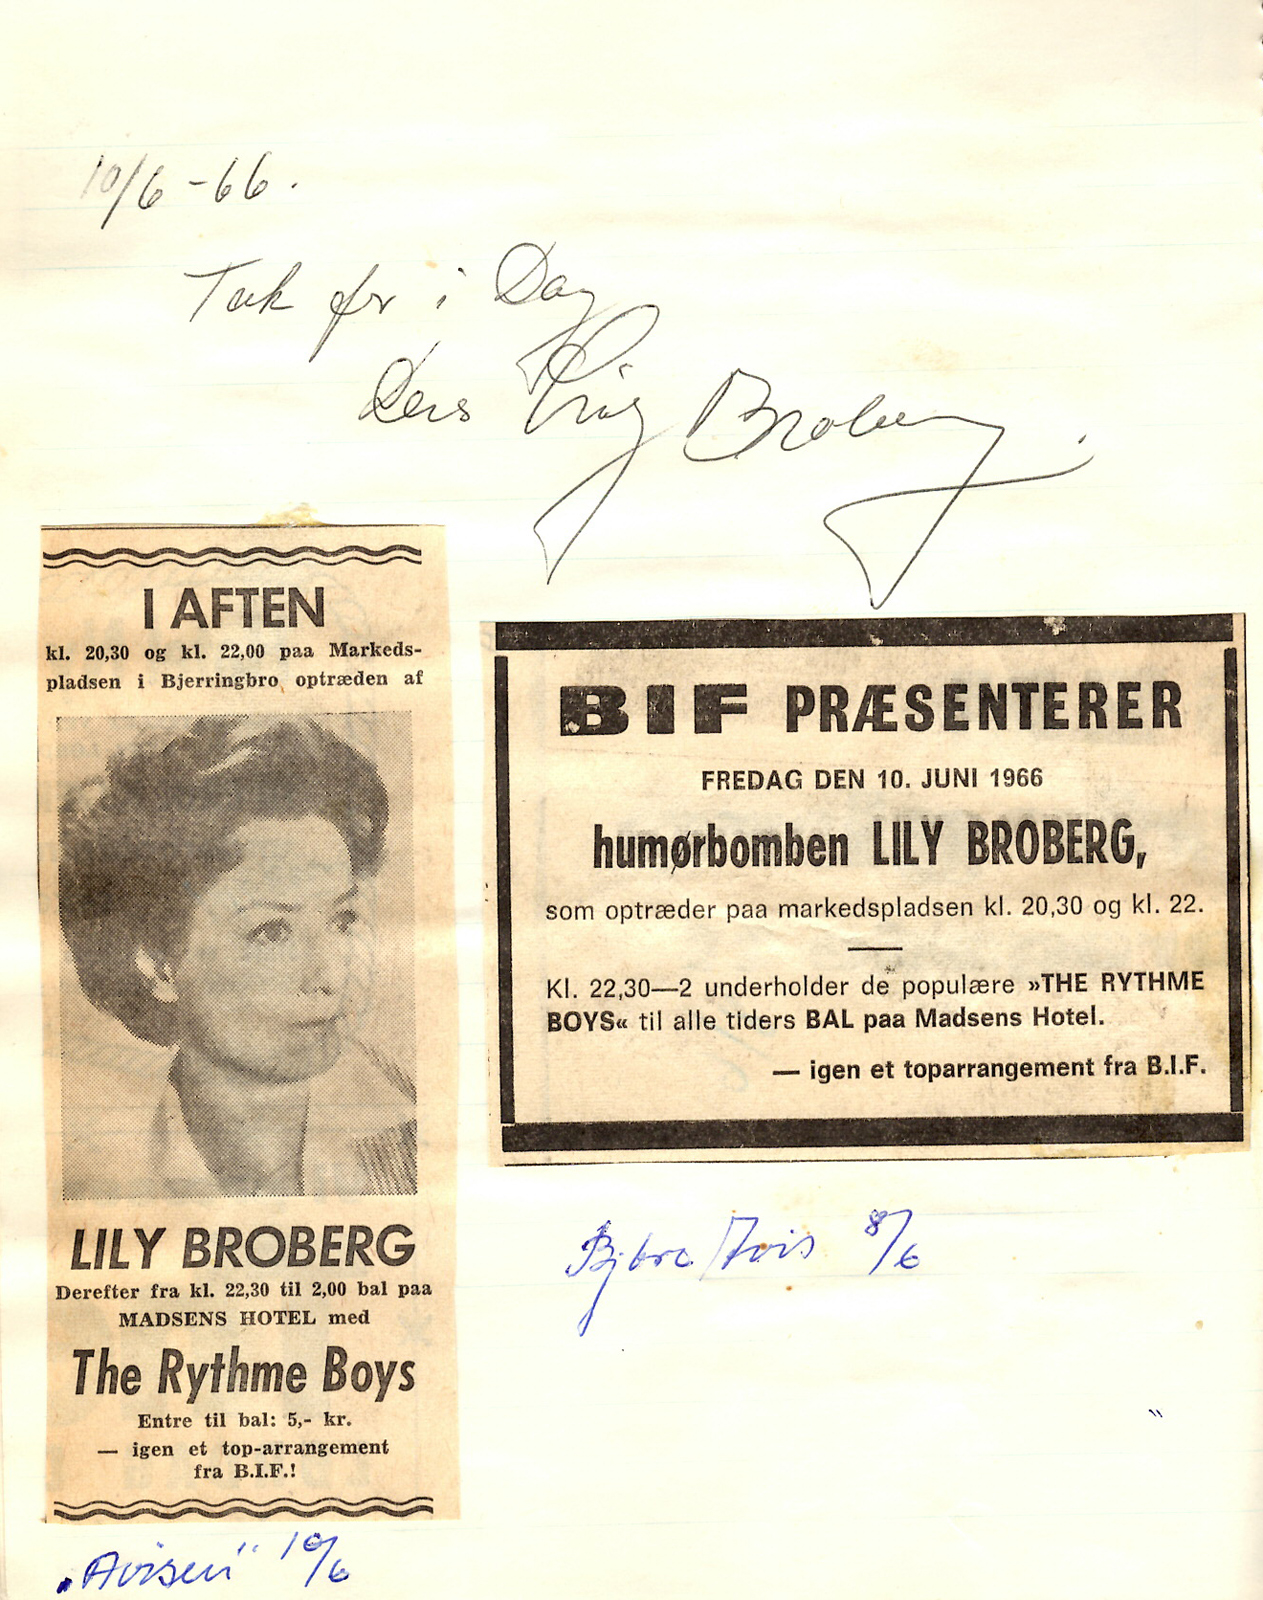 10/6-66.
Tak for i Dag
Deres Lily Broberg.
I AFTEN
kl. 20,30 og kl. 22,00 paa Markeds-
pladsen i Bjerringbro optræden af
LILY BROBERG
Derefter fra kl. 22,30 til 2,00 bal paa
MADSENS HOTEL med
The Rythme Boys
Entre til bal: 5,- kr.
— igen et top-arrangement
fra B.I.F.!
„Avisen“ 10/6
BIF PRÆSENTERER
FREDAG DEN 10. JUNI 1966
humørbomben LILY BROBERG,
som optræder paa markedspladsen kl. 20,30 og kl. 22.
Kl. 22,30—2 underholder de populære »THE RYTHME
BOYS« til alle tiders BAL paa Madsens Hotel.
— igen et toparrangement fra B.I.F.
Bjbro Avis 8/6